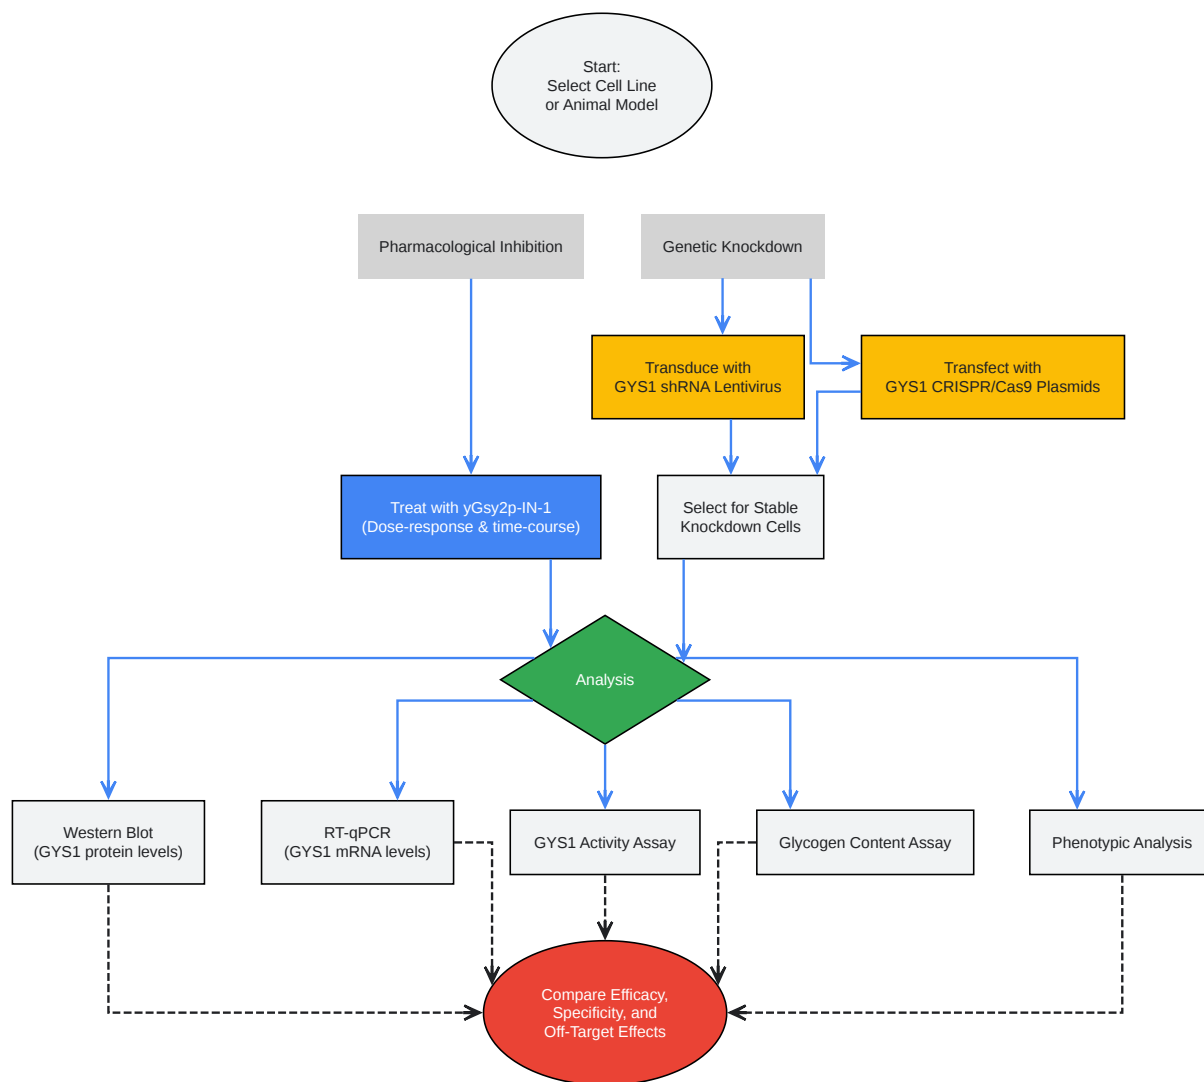 Start:
Select Cell Line
or Animal Model
Pharmacological Inhibition
Genetic Knockdown
Transduce with
GYS1 shRNA Lentivirus
Transfect with
GYS1 CRISPR/Cas9 Plasmids
Treat with yGsy2p-IN-1
(Dose-response & time-course)
Select for Stable
Knockdown Cells
Analysis
Western Blot
(GYS1 protein levels)
RT-qPCR
(GYS1 mRNA levels)
GYS1 Activity Assay
Glycogen Content Assay
Phenotypic Analysis
Compare Efficacy,
Specificity, and
Off-Target Effects